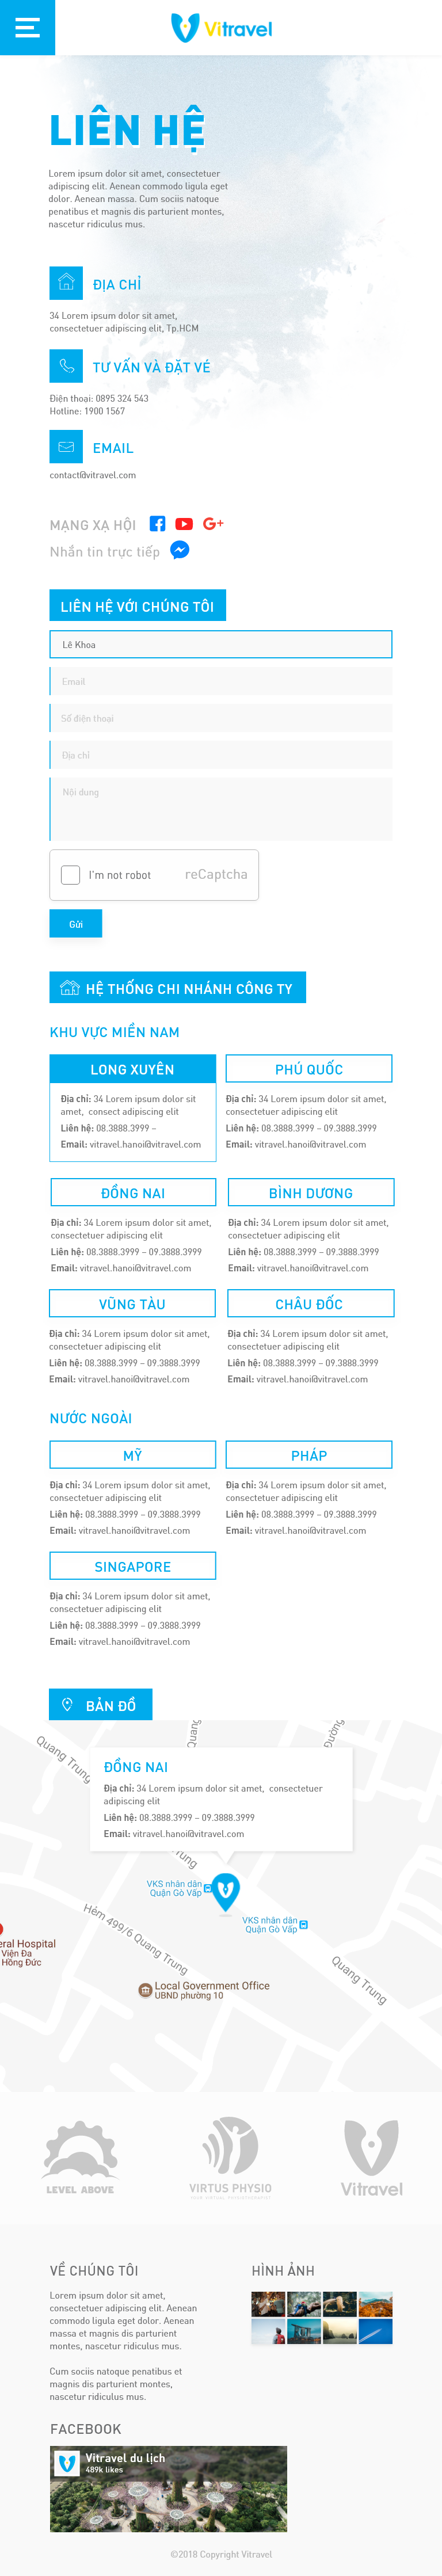 Vitravel
LIÊN HỆ
Lorem ipsum dolor sit amet, consectetuer
adipiscing elit. Aenean commodo ligula eget
dolor. Aenean massa. Cum sociis natoque
penatibus et magnis dis parturient montes,
nascetur ridiculus mus.
ĐỊA CHỈ
34 Lorem ipsum dolor sit amet,
consectetuer adipiscing elit, Tp.HCM
TƯ VẤN VÀ ĐẶT VÉ
Điện thoại: 0895 324 543
Hotline: 1900 1567
EMAIL
contact@vitravel.com
MẠNG XẠ HỘI
Nhắn tin trực tiếp
LIÊN HỆ VỚI CHÚNG TÔI
Lê Khoa
Email
Số điện thoại
Địa chỉ
Nội dung
I'm not robot reCaptcha
Gửi
HỆ THỐNG CHI NHÁNH CÔNG TY
KHU VỰC MIỀN NAM
LONG XUYÊN
Địa chỉ: 34 Lorem ipsum dolor sit
amet, consect adipiscing elit
Liên hệ: 08.3888.3999 –
Email: vitravel.hanoi@vitravel.com
PHÚ QUỐC
Địa chỉ: 34 Lorem ipsum dolor sit amet,
consectetuer adipiscing elit
Liên hệ: 08.3888.3999 – 09.3888.3999
Email: vitravel.hanoi@vitravel.com
ĐỒNG NAI
Địa chỉ: 34 Lorem ipsum dolor sit amet,
consectetuer adipiscing elit
Liên hệ: 08.3888.3999 – 09.3888.3999
Email: vitravel.hanoi@vitravel.com
BÌNH DƯƠNG
Địa chỉ: 34 Lorem ipsum dolor sit amet,
consectetuer adipiscing elit
Liên hệ: 08.3888.3999 – 09.3888.3999
Email: vitravel.hanoi@vitravel.com
VŨNG TÀU
Địa chỉ: 34 Lorem ipsum dolor sit amet,
consectetuer adipiscing elit
Liên hệ: 08.3888.3999 – 09.3888.3999
Email: vitravel.hanoi@vitravel.com
CHÂU ĐỐC
Địa chỉ: 34 Lorem ipsum dolor sit amet,
consectetuer adipiscing elit
Liên hệ: 08.3888.3999 – 09.3888.3999
Email: vitravel.hanoi@vitravel.com
NƯỚC NGOÀI
MỸ
Địa chỉ: 34 Lorem ipsum dolor sit amet,
consectetuer adipiscing elit
Liên hệ: 08.3888.3999 – 09.3888.3999
Email: vitravel.hanoi@vitravel.com
PHÁP
Địa chỉ: 34 Lorem ipsum dolor sit amet,
consectetuer adipiscing elit
Liên hệ: 08.3888.3999 – 09.3888.3999
Email: vitravel.hanoi@vitravel.com
SINGAPORE
Địa chỉ: 34 Lorem ipsum dolor sit amet,
consectetuer adipiscing elit
Liên hệ: 08.3888.3999 – 09.3888.3999
Email: vitravel.hanoi@vitravel.com
BẢN ĐỒ
Quang Trung
Quang
Đường
ĐỒNG NAI
Địa chỉ: 34 Lorem ipsum dolor sit amet, consectetuer
adipiscing elit
Liên hệ: 08.3888.3999 – 09.3888.3999
Email: vitravel.hanoi@vitravel.com
Trung
VKS nhân dân
Quận Gò Vấp
VKS nhân dân
Quận Gò Vấp
Hẻm 499/6 Quang Trung
eral Hospital
Viện Đa
Hồng Đức
Quang Trung
Local Government Office
UBND phường 10
LEVEL ABOVE
VIRTUS PHYSIO
Vitravel
VỀ CHÚNG TÔI
Lorem ipsum dolor sit amet,
consectetuer adipiscing elit. Aenean
commodo ligula eget dolor. Aenean
massa et magnis dis parturient
montes, nascetur ridiculus mus.
Cum sociis natoque penatibus et
magnis dis parturient montes,
nascetur ridiculus mus.
HÌNH ẢNH
FACEBOOK
Vitravel du lịch
489k likes
©2018 Copyright Vitravel